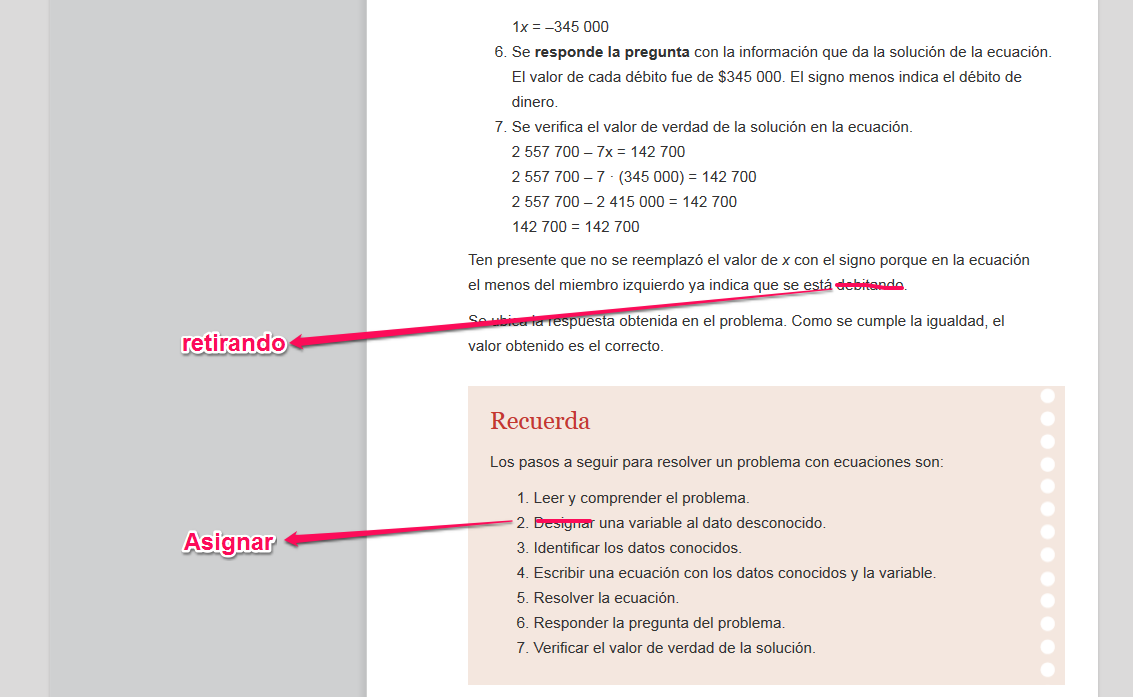 1x = –345 000
6. Se responde la pregunta con la información que da la solución de la ecuación.
El valor de cada débito fue de $345 000. El signo menos indica el débito de
dinero.
7. Se verifica el valor de verdad de la solución en la ecuación.
2 557 700 – 7x = 142 700
2 557 700 – 7 · (345 000) = 142 700
2 557 700 – 2 415 000 = 142 700
142 700 = 142 700
Ten presente que no se reemplazó el valor de x con el signo porque en la ecuación
el menos del miembro izquierdo ya indica que se está debitando.
Se ubica la respuesta obtenida en el problema. Como se cumple la igualdad, el
retirando
valor obtenido es el correcto.
Recuerda
Los pasos a seguir para resolver un problema con ecuaciones son:
1. Leer y comprender el problema.
2. Designar una variable al dato desconocido.
Asignar
3. Identificar los datos conocidos.
4. Escribir una ecuación con los datos conocidos y la variable.
5. Resolver la ecuación.
6. Responder la pregunta del problema.
7. Verificar el valor de verdad de la solución.